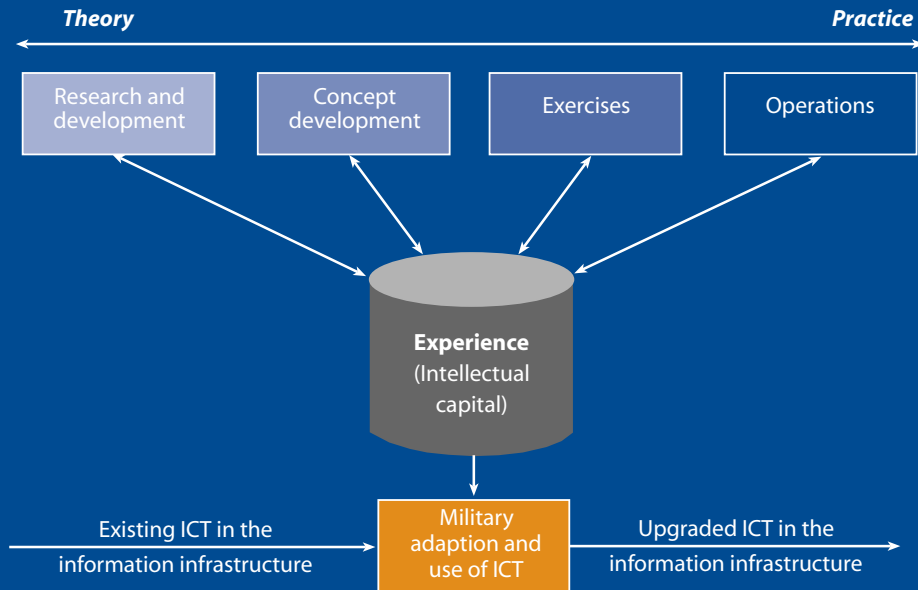 Theory
Practice
Research and
development
Concept
development
Exercises
Operations
Experience
(Intellectual
capital)
Existing ICT in the
information infrastructure
Military
adaption and
use of ICT
Upgraded ICT in the
information infrastructure